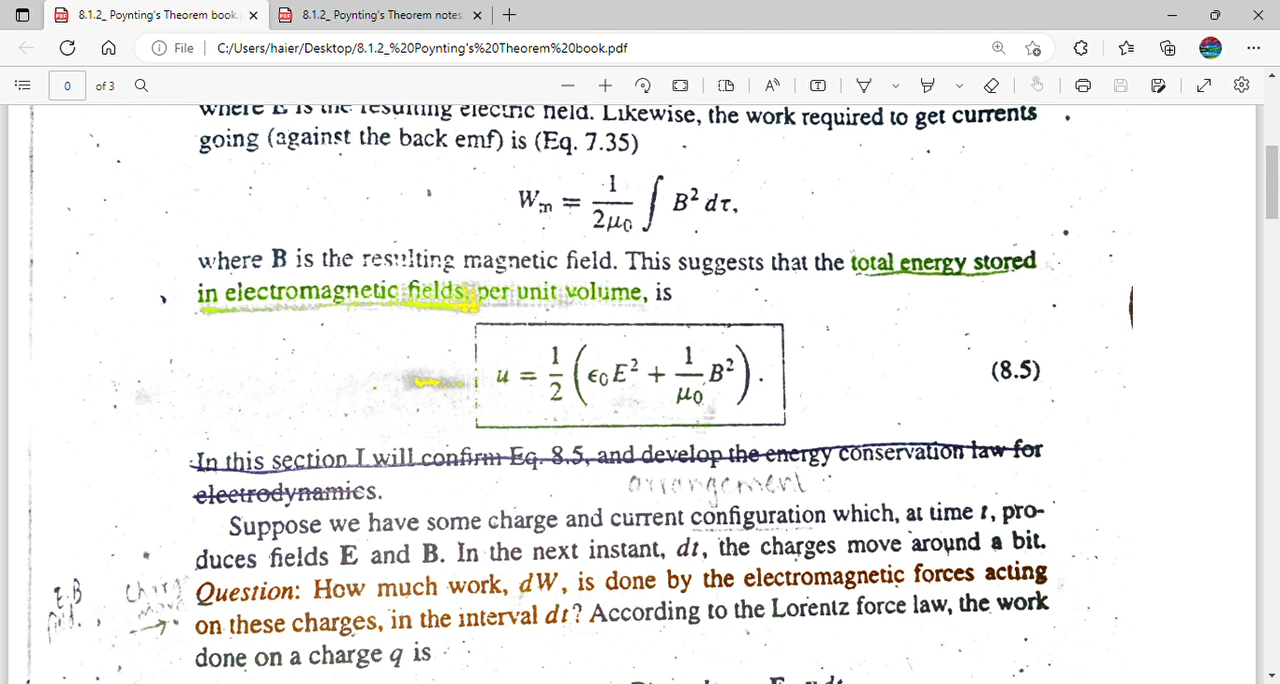 8.1.2_ Poynting's Theorem book. 8.1.2_ Poynting's Theorem notes
File C:/Users/haier/Desktop/8.1.2_%20Poynting's%20Theorem%20book.pdf
0 of 3
where E is the resulting electric field. Likewise, the work required to get currents
going (against the back emf) is (Eq. 7.35)
W_m = 1/2μ₀ ∫ B² dτ,
where B is the resulting magnetic field. This suggests that the total energy stored
in electromagnetic fields, per unit volume, is
u = 1/2 (ϵ₀E² + 1/μ₀ B²). (8.5)
In this section I will confirm Eq. 8.5, and develop the energy conservation law for
electrodynamics.
arrangement
Suppose we have some charge and current configuration which, at time t, pro-
duces fields E and B. In the next instant, dt, the charges move around a bit.
E.B
Question: How much work, dW, is done by the electromagnetic forces acting
on these charges, in the interval dt? According to the Lorentz force law, the work
done on a charge q is